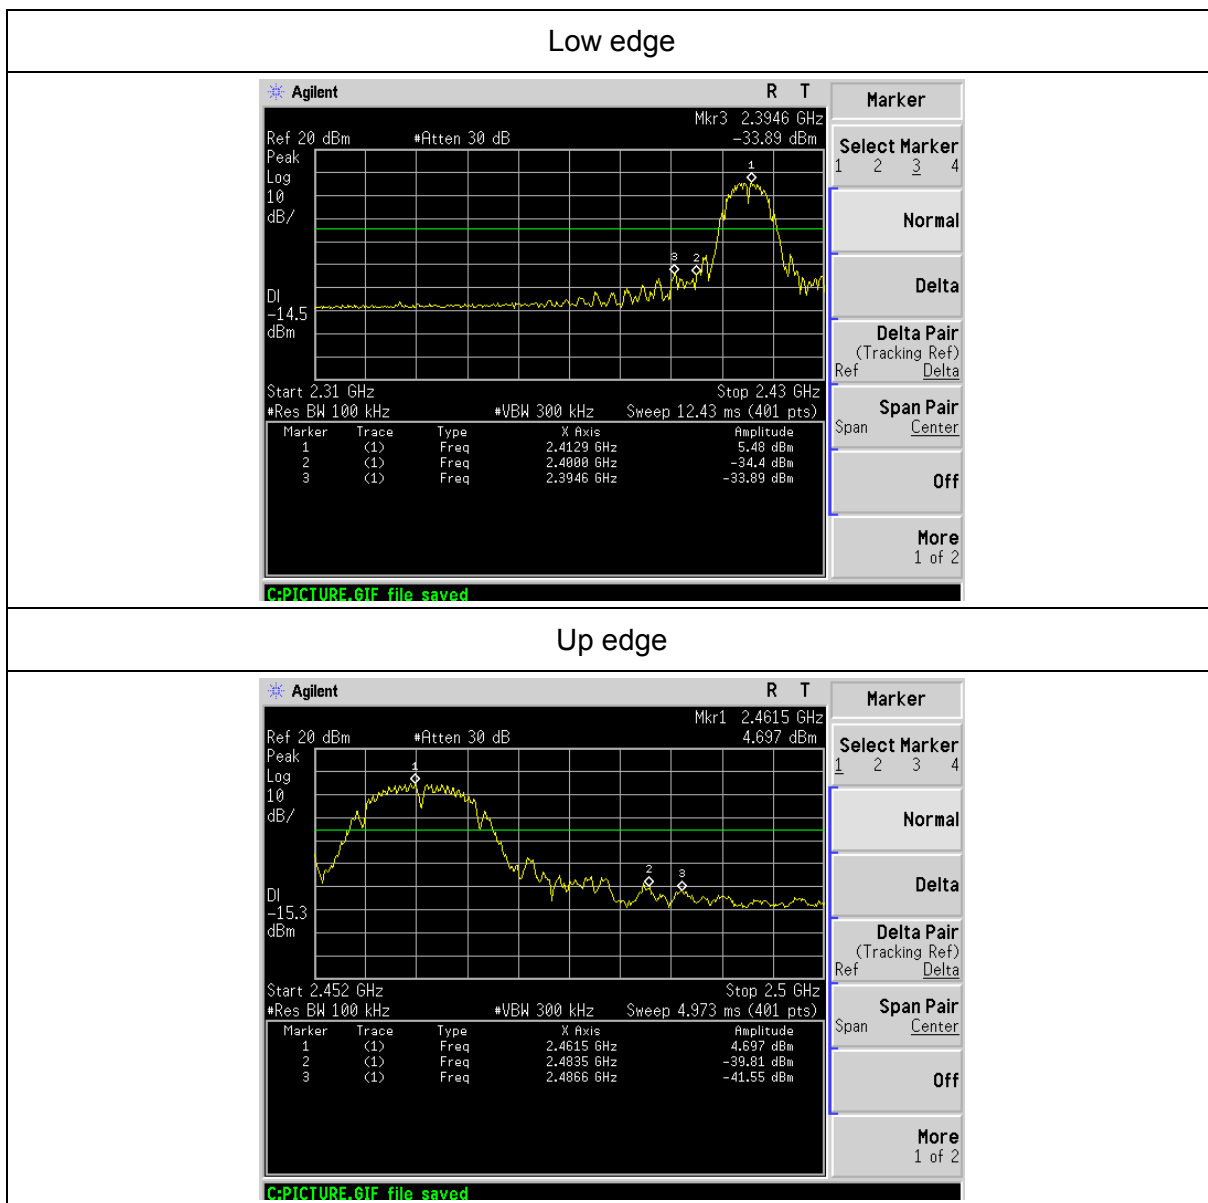 Low edge
Agilent R T
Marker
Mkr3 2.3946 GHz
Ref 20 dBm #Atten 30 dB -33.89 dBm
Peak
Log
10
dB/
DI
-14.5
dBm
1
3 2
Start 2.31 GHz Stop 2.43 GHz
#Res BW 100 kHz #VBW 300 kHz Sweep 12.43 ms (401 pts)
Marker Trace Type X Axis Amplitude
1 (1) Freq 2.4129 GHz 5.48 dBm
2 (1) Freq 2.4000 GHz -34.4 dBm
3 (1) Freq 2.3946 GHz -33.89 dBm
Select Marker
1 2 3 4
Normal
Delta
Delta Pair
(Tracking Ref)
Ref Delta
Span Pair
Span Center
Off
More
1 of 2
C:PICTURE.GIF file saved
Up edge
Agilent R T
Marker
Mkr1 2.4615 GHz
Ref 20 dBm #Atten 30 dB 4.697 dBm
Peak
Log
10
dB/
DI
-15.3
dBm
1
2 3
Start 2.452 GHz Stop 2.5 GHz
#Res BW 100 kHz #VBW 300 kHz Sweep 4.973 ms (401 pts)
Marker Trace Type X Axis Amplitude
1 (1) Freq 2.4615 GHz 4.697 dBm
2 (1) Freq 2.4835 GHz -39.81 dBm
3 (1) Freq 2.4866 GHz -41.55 dBm
Select Marker
1 2 3 4
Normal
Delta
Delta Pair
(Tracking Ref)
Ref Delta
Span Pair
Span Center
Off
More
1 of 2
C:PICTURE.GIF file saved